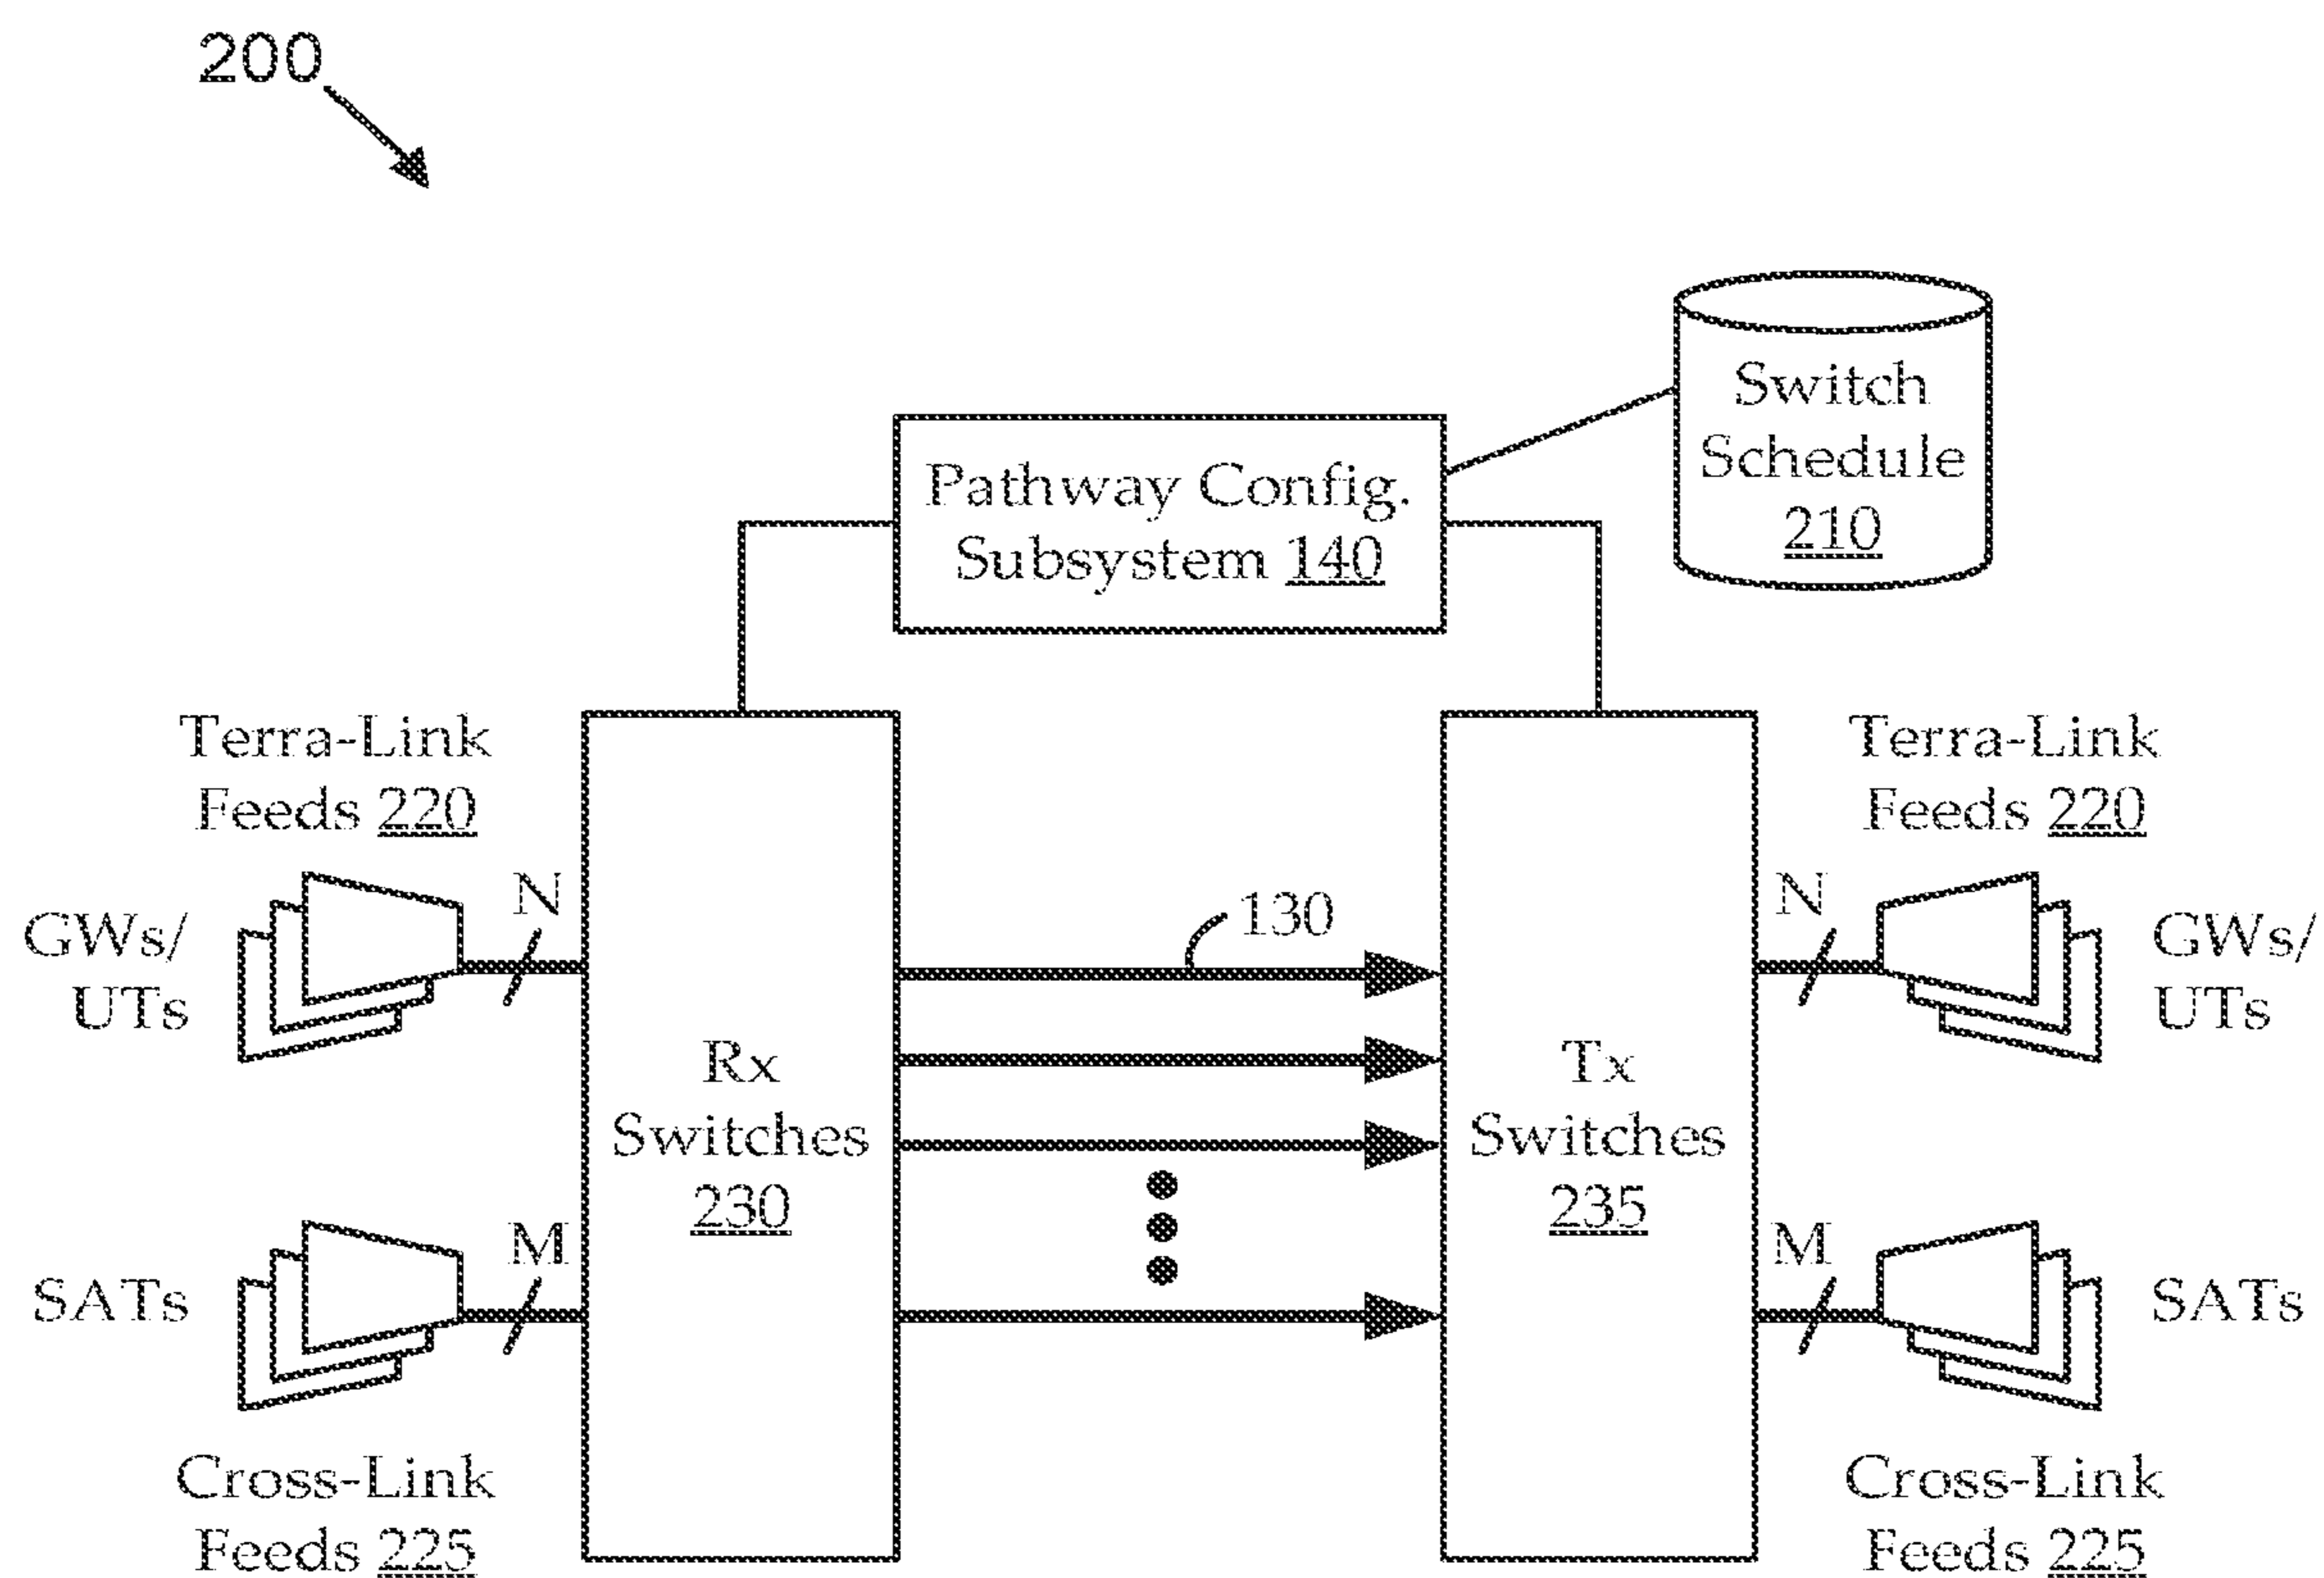 200
Switch
Schedule
210
Pathway Config.
Subsystem 140
Terra-Link
Feeds 220
Terra-Link
Feeds 220
N
N
GWs/
UTs
130
GWs/
UTs
Rx
Switches
230
Tx
Switches
235
M
M
SATs
SATs
Cross-Link
Feeds 225
Cross-Link
Feeds 225